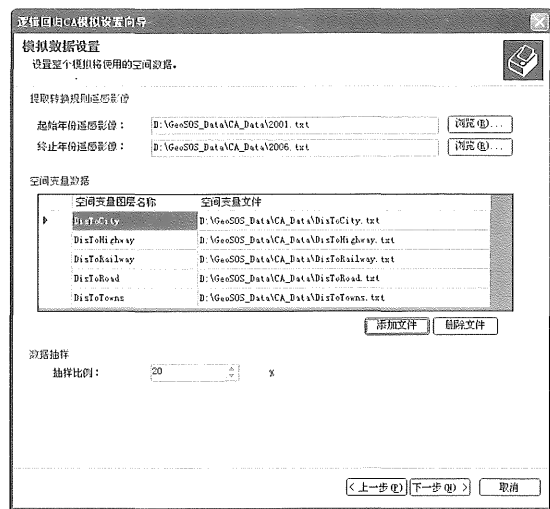 逻辑回归CA模拟设置向导
模拟数据设置
设置整个模拟将使用的空间数据。
提取转换规则遥感影像
起始年份遥感影像： D:\GeoSOS_Data\CA_Data\2001.txt 浏览(R)...
终止年份遥感影像： D:\GeoSOS_Data\CA_Data\2006.txt 浏览(R)...
空间变量数据
空间变量图层名称 空间变量文件
DisToCity D:\GeoSOS_Data\CA_Data\DisToCity.txt
DisToHighway D:\GeoSOS_Data\CA_Data\DisToHighway.txt
DisToRailway D:\GeoSOS_Data\CA_Data\DisToRailway.txt
DisToRoad D:\GeoSOS_Data\CA_Data\DisToRoad.txt
DisToTowns D:\GeoSOS_Data\CA_Data\DisToTowns.txt
添加文件 删除文件
数据抽样
抽样比例： 20 %
<上一步(P) 下一步(N)> 取消